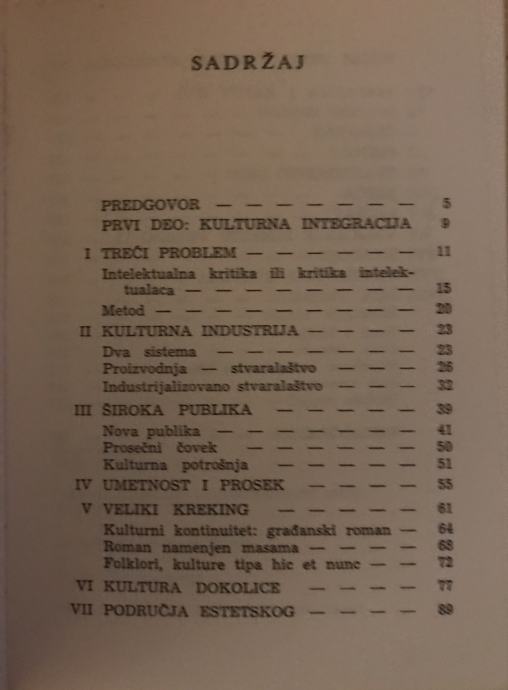 SADRŽAJ
PREDGOVOR — — — — — — — 5
PRVI DEO: KULTURNA INTEGRACIJA 9
I TREĆI PROBLEM — — — — — — 11
Intelektualna kritika ili kritika intelek-
tualaca — — — — — — — — 15
Metod — — — — — — — — — 20
II KULTURNA INDUSTRIJA — — — — 23
Dva sistema — — — — — — — 23
Proizvodnja — stvaralaštvo — — — 26
Industrijalizovano stvaralaštvo — — — 32
III ŠIROKA PUBLIKA — — — — — 39
Nova publika — — — — — — — 41
Prosečni čovek — — — — — — 50
Kulturna potrošnja — — — — — 51
IV UMETNOST I PROSEK — — — — 55
V VELIKI KREKING — — — — — 61
Kulturni kontinuitet: građanski roman — 64
Roman namenjen masama — — — — 68
Folklori, kulture tipa hic et nunc — — 72
VI KULTURA DOKOLICE — — — — 77
VII PODRUČJA ESTETSKOG — — — — 89